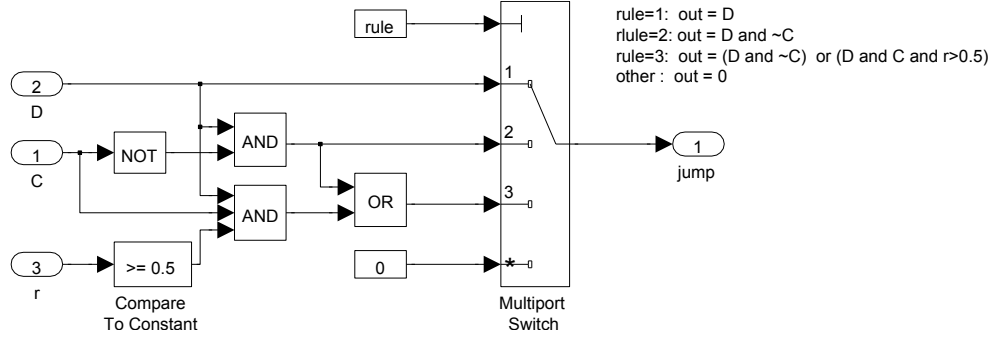 rule
rule=1:  out = D
rlule=2: out = D and ~C
rule=3:  out = (D and ~C)  or (D and C and r>0.5)
other :  out = 0
2
D
1
1
C
NOT
AND
2
1
jump
AND
OR
3
3
r
>= 0.5
0
*
Compare
To Constant
Multiport
Switch